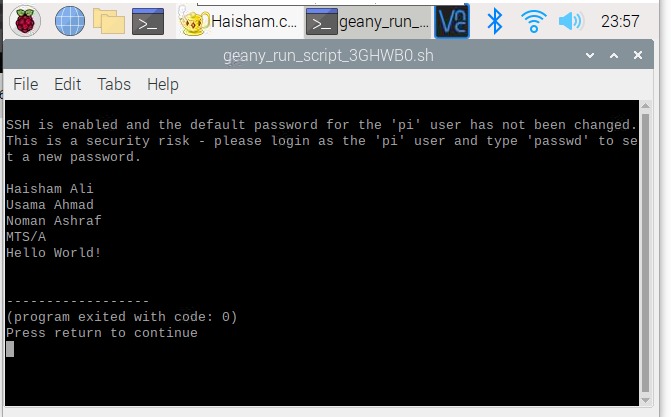 Haisham.c...
geany_run_...
VNC
23:57
geany_run_script_3GHWB0.sh
File Edit Tabs Help
SSH is enabled and the default password for the 'pi' user has not been changed.
This is a security risk - please login as the 'pi' user and type 'passwd' to se
t a new password.
Haisham Ali
Usama Ahmad
Noman Ashraf
MTS/A
Hello World!
------------------
(program exited with code: 0)
Press return to continue